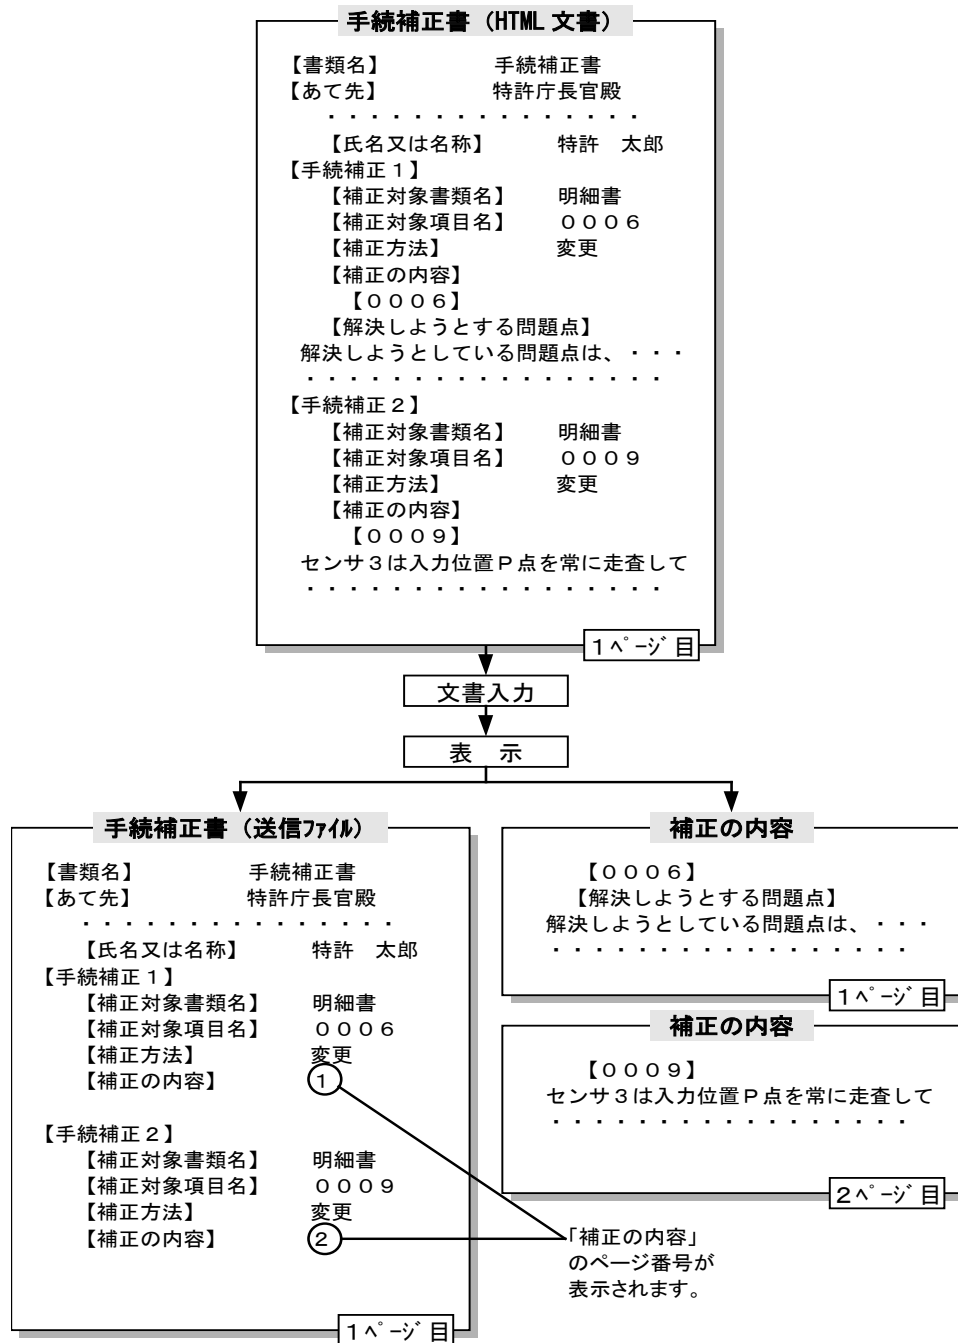 手続補正書（HTML 文書）
【書類名】　手続補正書
【あて先】　特許庁長官殿
・・・・・・・・・・・・・・・
【氏名又は名称】　特許　太郎
【手続補正１】
【補正対象書類名】　明細書
【補正対象項目名】　０００６
【補正方法】　変更
【補正の内容】
【０００６】
【解決しようとする問題点】
解決しようとしている問題点は、・・・
・・・・・・・・・・・・・・・・・
【手続補正２】
【補正対象書類名】　明細書
【補正対象項目名】　０００９
【補正方法】　変更
【補正の内容】
【０００９】
センサ３は入力位置Ｐ点を常に走査して
・・・・・・・・・・・・・・・・・
１ﾍﾟｰｼﾞ目
文書入力
表　示
手続補正書（送信ﾌｧｲﾙ）
【書類名】　手続補正書
【あて先】　特許庁長官殿
・・・・・・・・・・・・・・・
【氏名又は名称】　特許　太郎
【手続補正１】
【補正対象書類名】　明細書
【補正対象項目名】　０００６
【補正方法】　変更
【補正の内容】　①
【手続補正２】
【補正対象書類名】　明細書
【補正対象項目名】　０００９
【補正方法】　変更
【補正の内容】　②
１ﾍﾟｰｼﾞ目
補正の内容
【０００６】
【解決しようとする問題点】
解決しようとしている問題点は、・・・
・・・・・・・・・・・・・・・・・
１ﾍﾟｰｼﾞ目
補正の内容
【０００９】
センサ３は入力位置Ｐ点を常に走査して
・・・・・・・・・・・・・・・・・
２ﾍﾟｰｼﾞ目
「補正の内容」
のページ番号が
表示されます。